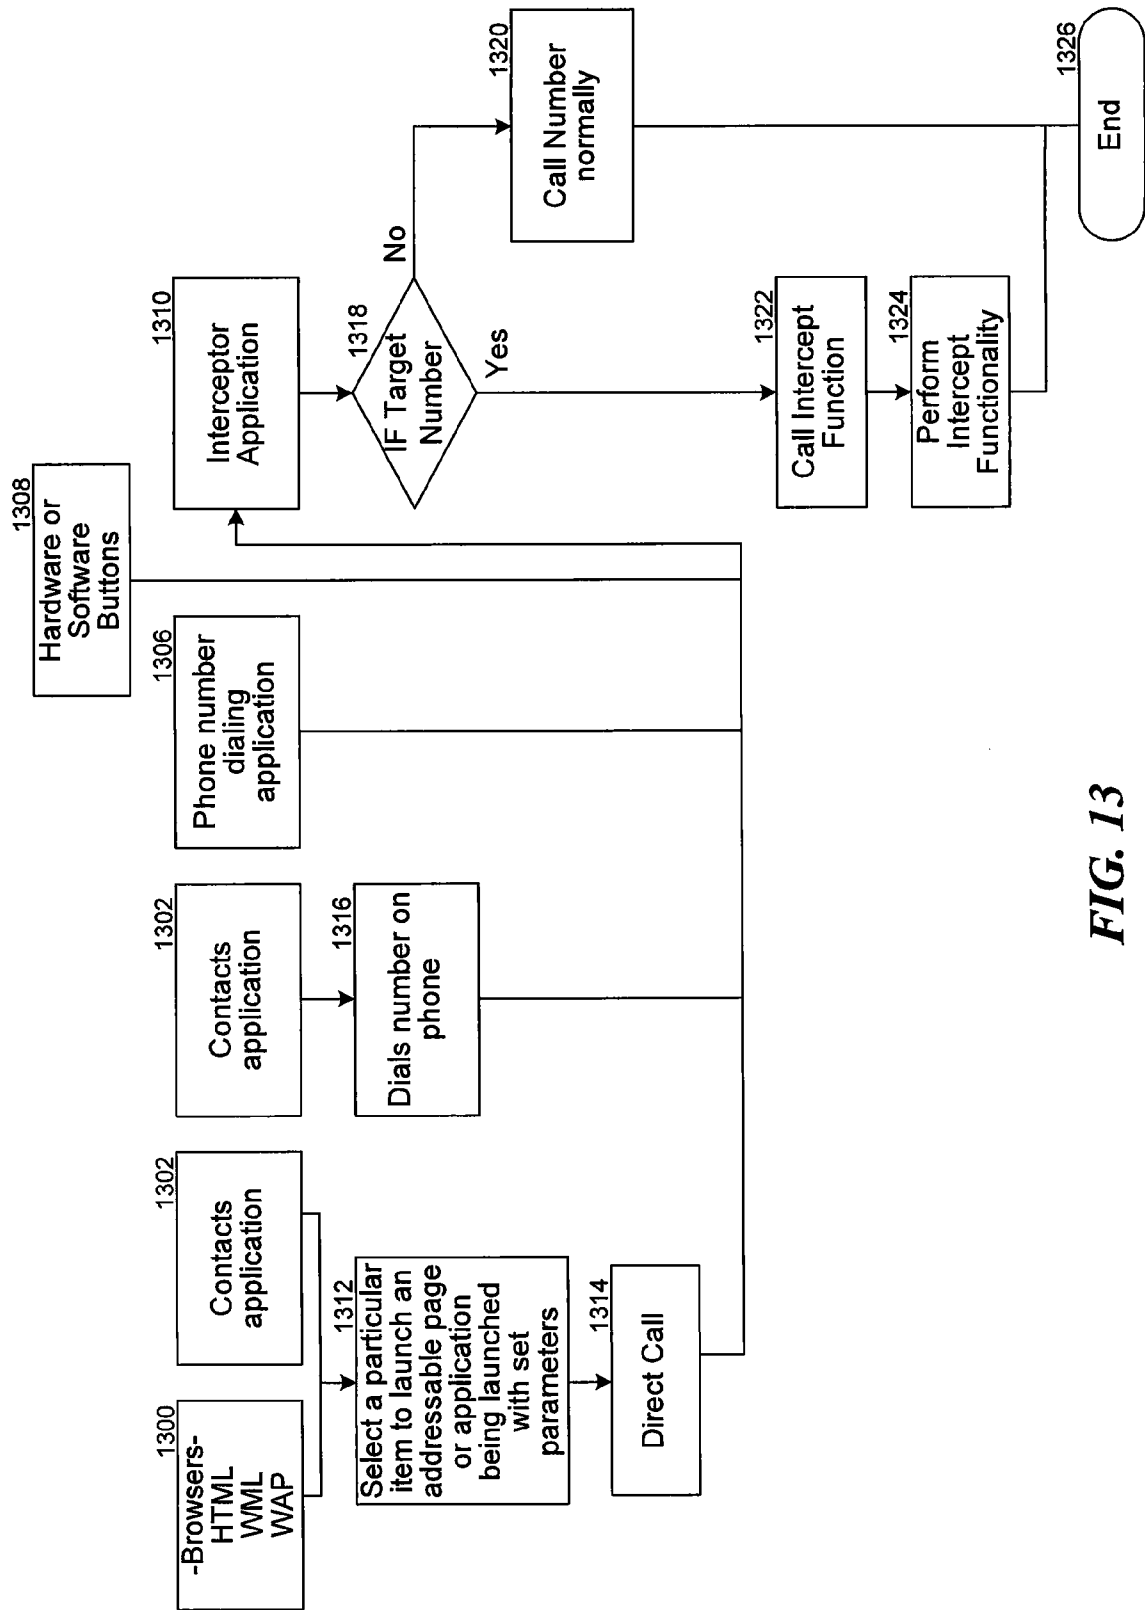 1300
-Browsers-
HTML
WML
WAP
1302
Contacts
application
1312
Select a particular
item to launch an
addressable page
or application
being launched
with set
parameters
1314
Direct Call
1302
Contacts
application
1316
Dials number on
phone
1306
Phone number
dialing
application
1308
Hardware or
Software
Buttons
1310
Interceptor
Application
1318
IF Target
Number
No
Yes
1320
Call Number
normally
1322
Call Intercept
Function
1324
Perform
Intercept
Functionality
1326
End
FIG. 13